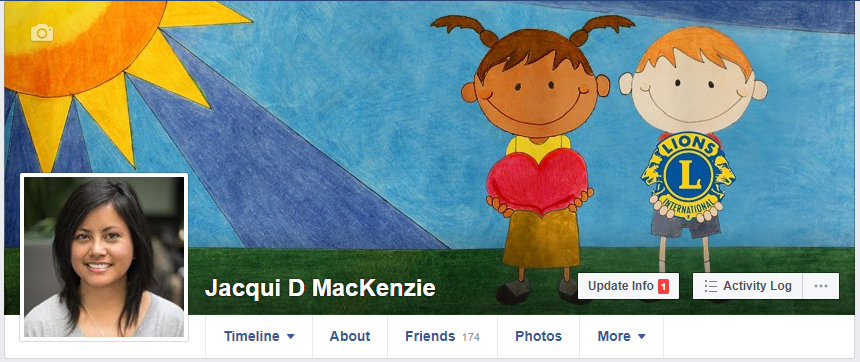 LIONS
L
INTERNATIONAL
Jacqui D MacKenzie
Update Info 1
Activity Log
Timeline
About
Friends 174
Photos
More